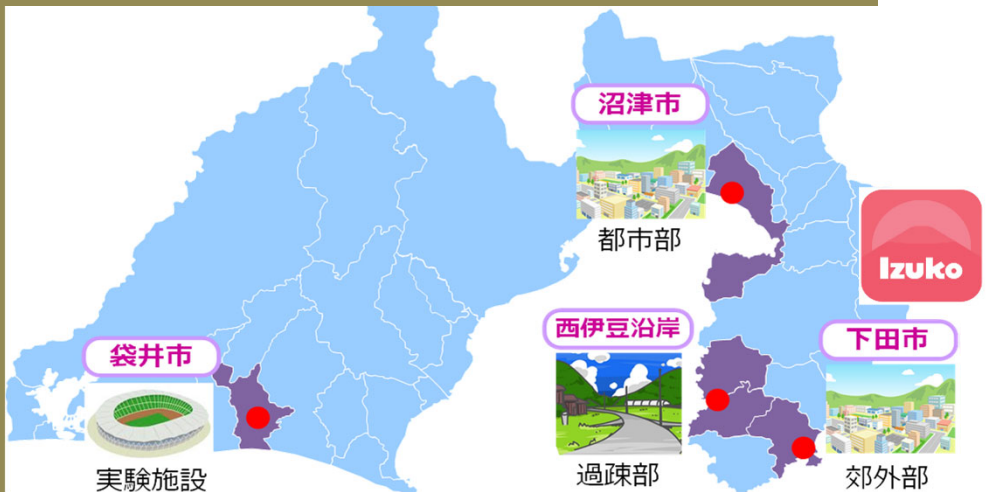 沼津市
都市部
Izuko
西伊豆沿岸
過疎部
下田市
郊外部
袋井市
実験施設